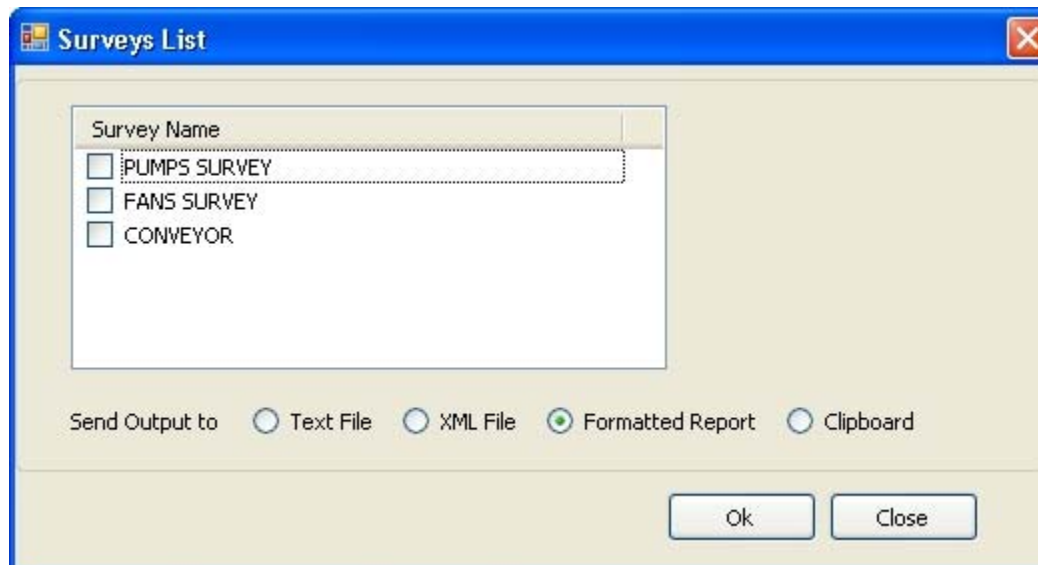 Surveys List
Survey Name
PUMPS SURVEY
FANS SURVEY
CONVEYOR
Send Output to Text File XML File Formatted Report Clipboard
Ok Close